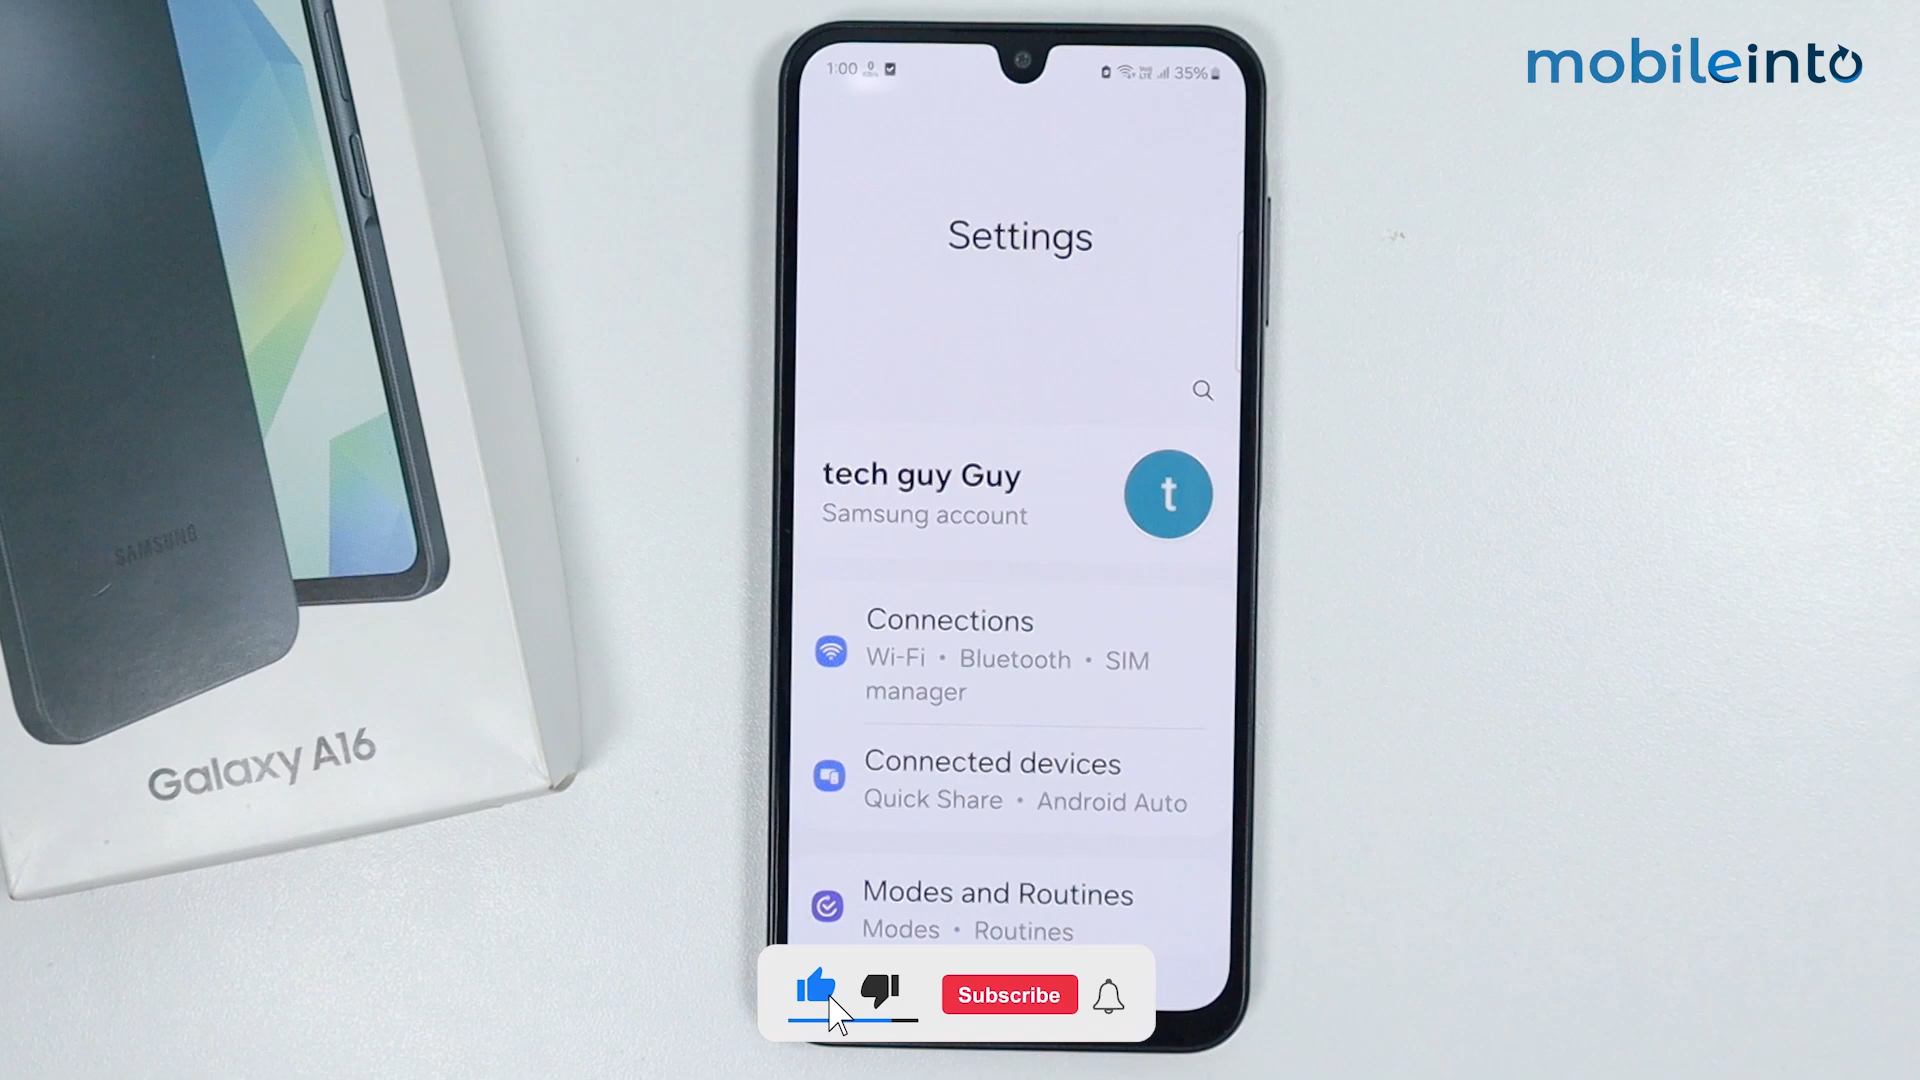 mobileinto
1:00
35%
Settings
tech guy Guy
Samsung account
t
Connections
Wi-Fi • Bluetooth • SIM
manager
Connected devices
Quick Share • Android Auto
Modes and Routines
Modes • Routines
SAMSUNG
Galaxy A16
Subscribe